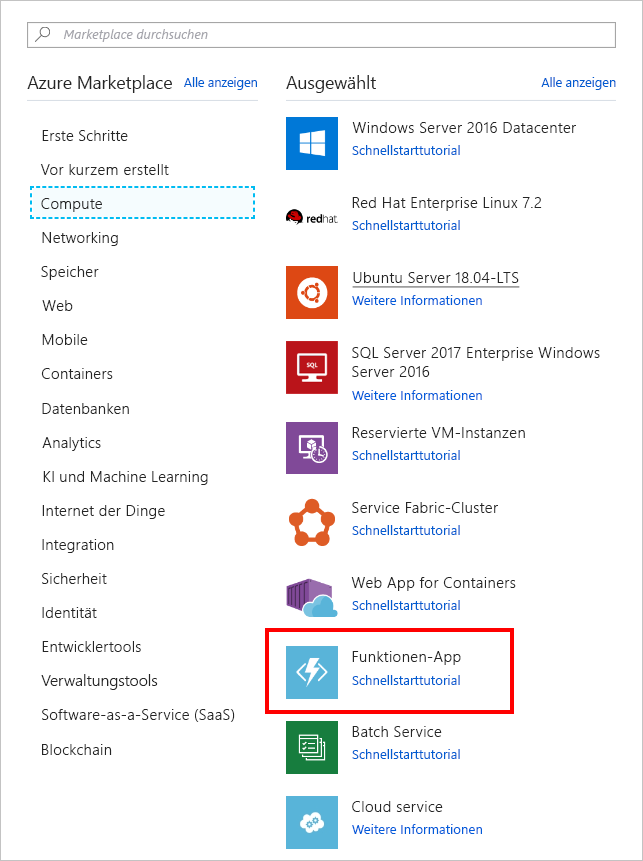 Marketplace durchsuchen
Azure Marketplace Alle anzeigen
Erste Schritte
Vor kurzem erstellt
Compute
Networking
Speicher
Web
Mobile
Containers
Datenbanken
Analytics
KI und Machine Learning
Internet der Dinge
Integration
Sicherheit
Identität
Entwicklertools
Verwaltungstools
Software-as-a-Service (SaaS)
Blockchain
Ausgewählt Alle anzeigen
Windows Server 2016 Datacenter
Schnellstarttutorial
redhat.
Red Hat Enterprise Linux 7.2
Schnellstarttutorial
Ubuntu Server 18.04-LTS
Weitere Informationen
SQL
SQL Server 2017 Enterprise Windows
Server 2016
Weitere Informationen
Reservierte VM-Instanzen
Schnellstarttutorial
Service Fabric-Cluster
Schnellstarttutorial
Web App for Containers
Schnellstarttutorial
Funktionen-App
Schnellstarttutorial
Batch Service
Schnellstarttutorial
Cloud service
Weitere Informationen